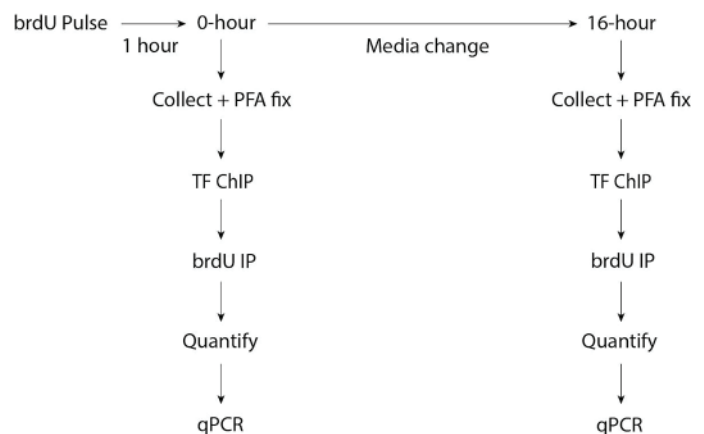 brdU Pulse
1 hour
0-hour
Media change
16-hour
Collect + PFA fix
Collect + PFA fix
TF ChIP
TF ChIP
brdU IP
brdU IP
Quantify
Quantify
qPCR
qPCR